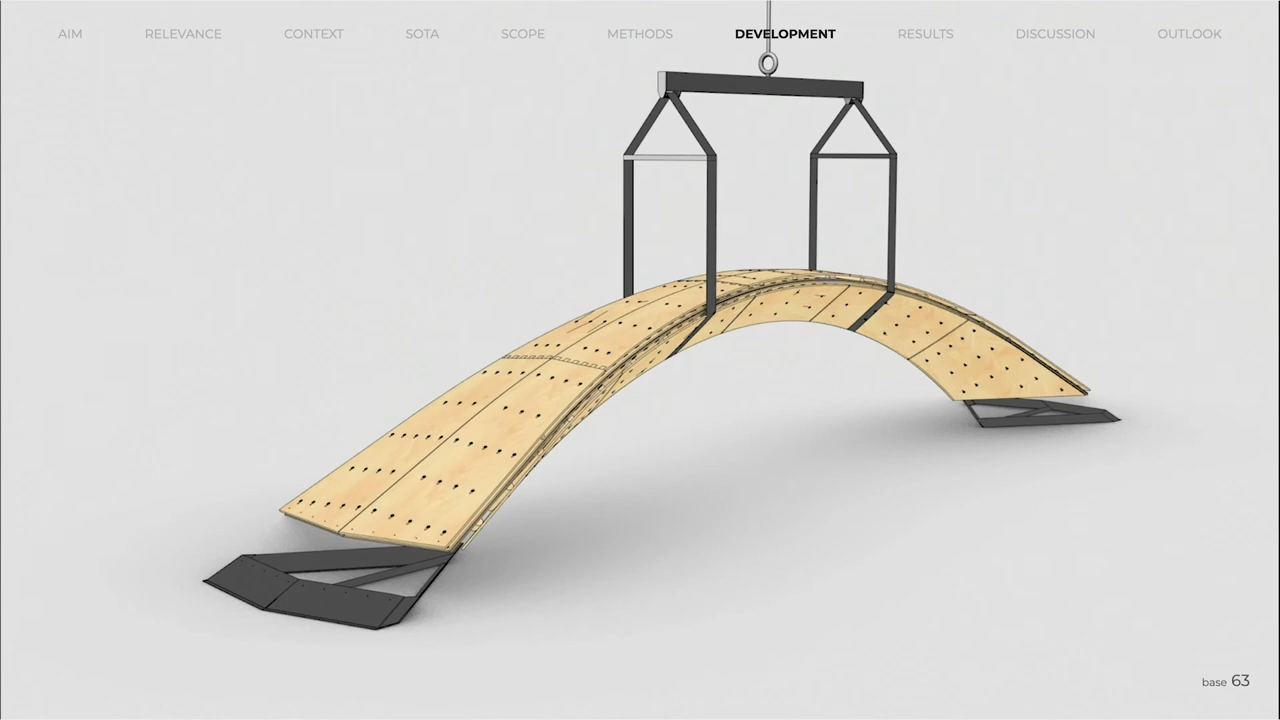 AIM RELEVANCE CONTEXT SOTA SCOPE METHODS DEVELOPMENT RESULTS DISCUSSION OUTLOOK
base 63